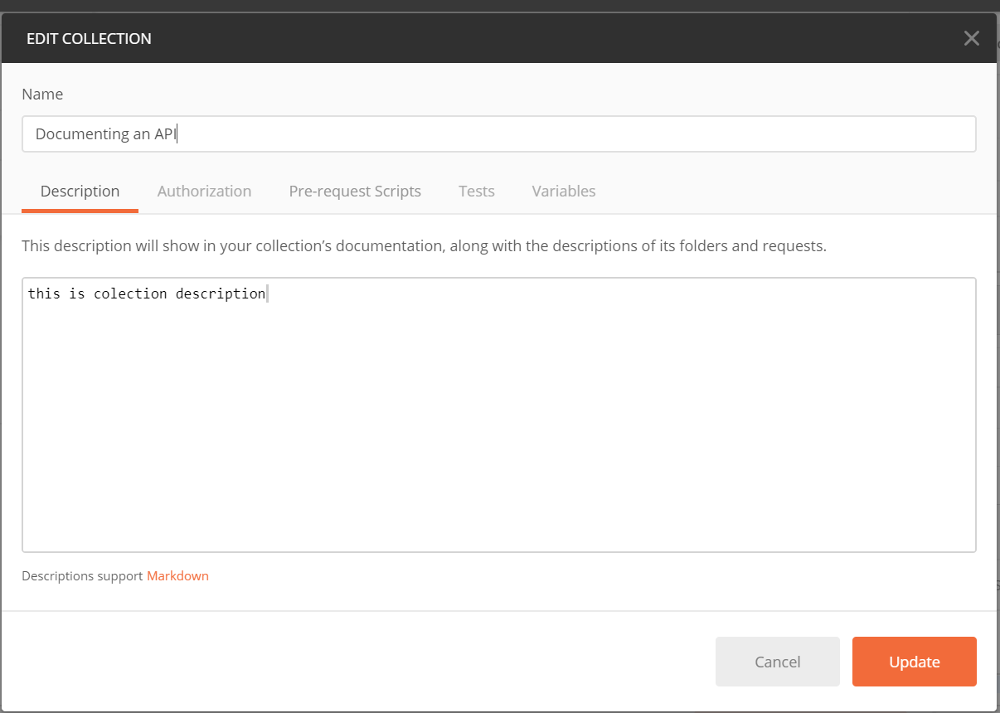 EDIT COLLECTION
Name
Documenting an API
Description Authorization Pre-request Scripts Tests Variables
This description will show in your collection’s documentation, along with the descriptions of its folders and requests.
this is colection description
Descriptions support Markdown
Cancel Update